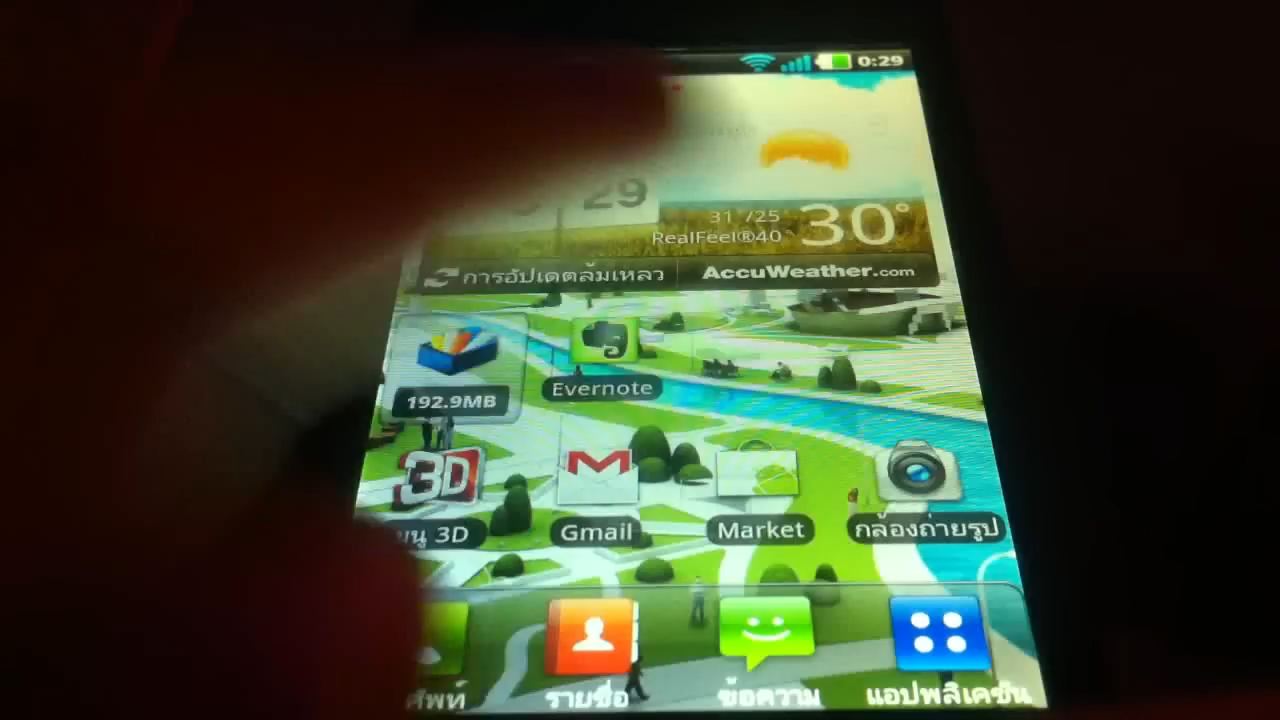 0:29
29
31°/25
30°
RealFeel®40
การอัปเดตล้มเหลว
AccuWeather.com
192.9MB
Evernote
3D
นู 3D
Gmail
Market
กล้องถ่ายรูป
ศัพท์
รายชื่อ
ข้อความ
แอปพลิเคชัน